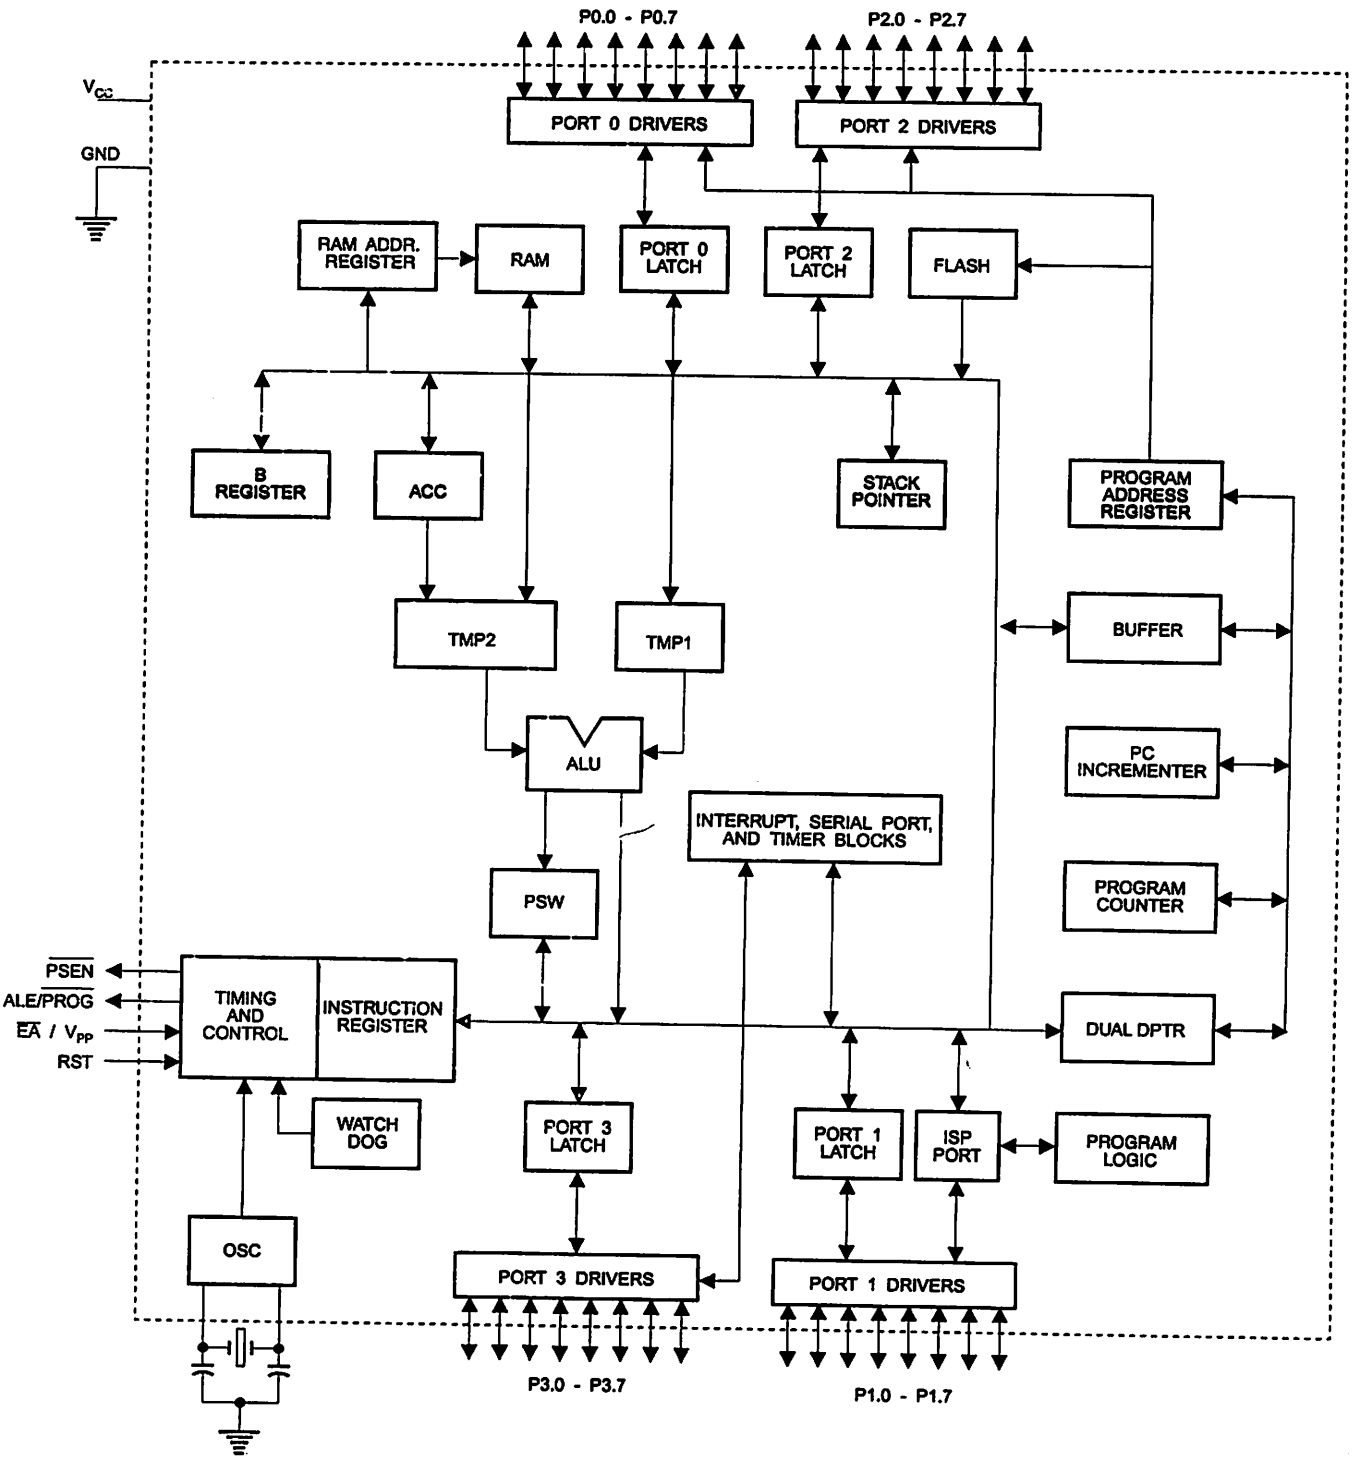 P0.0 - P0.7
P2.0 - P2.7
VCC
GND
PORT 0 DRIVERS
PORT 2 DRIVERS
RAM ADDR.
REGISTER
RAM
PORT 0
LATCH
PORT 2
LATCH
FLASH
B
REGISTER
ACC
STACK
POINTER
PROGRAM
ADDRESS
REGISTER
TMP2
TMP1
BUFFER
ALU
PC
INCREMENTER
INTERRUPT, SERIAL PORT,
AND TIMER BLOCKS
PSW
PROGRAM
COUNTER
PSEN
ALE/PROG
EA / VPP
RST
TIMING
AND
CONTROL
INSTRUCTION
REGISTER
DUAL DPTR
WATCH
DOG
PORT 3
LATCH
PORT 1
LATCH
ISP
PORT
PROGRAM
LOGIC
OSC
PORT 3 DRIVERS
PORT 1 DRIVERS
P3.0 - P3.7
P1.0 - P1.7